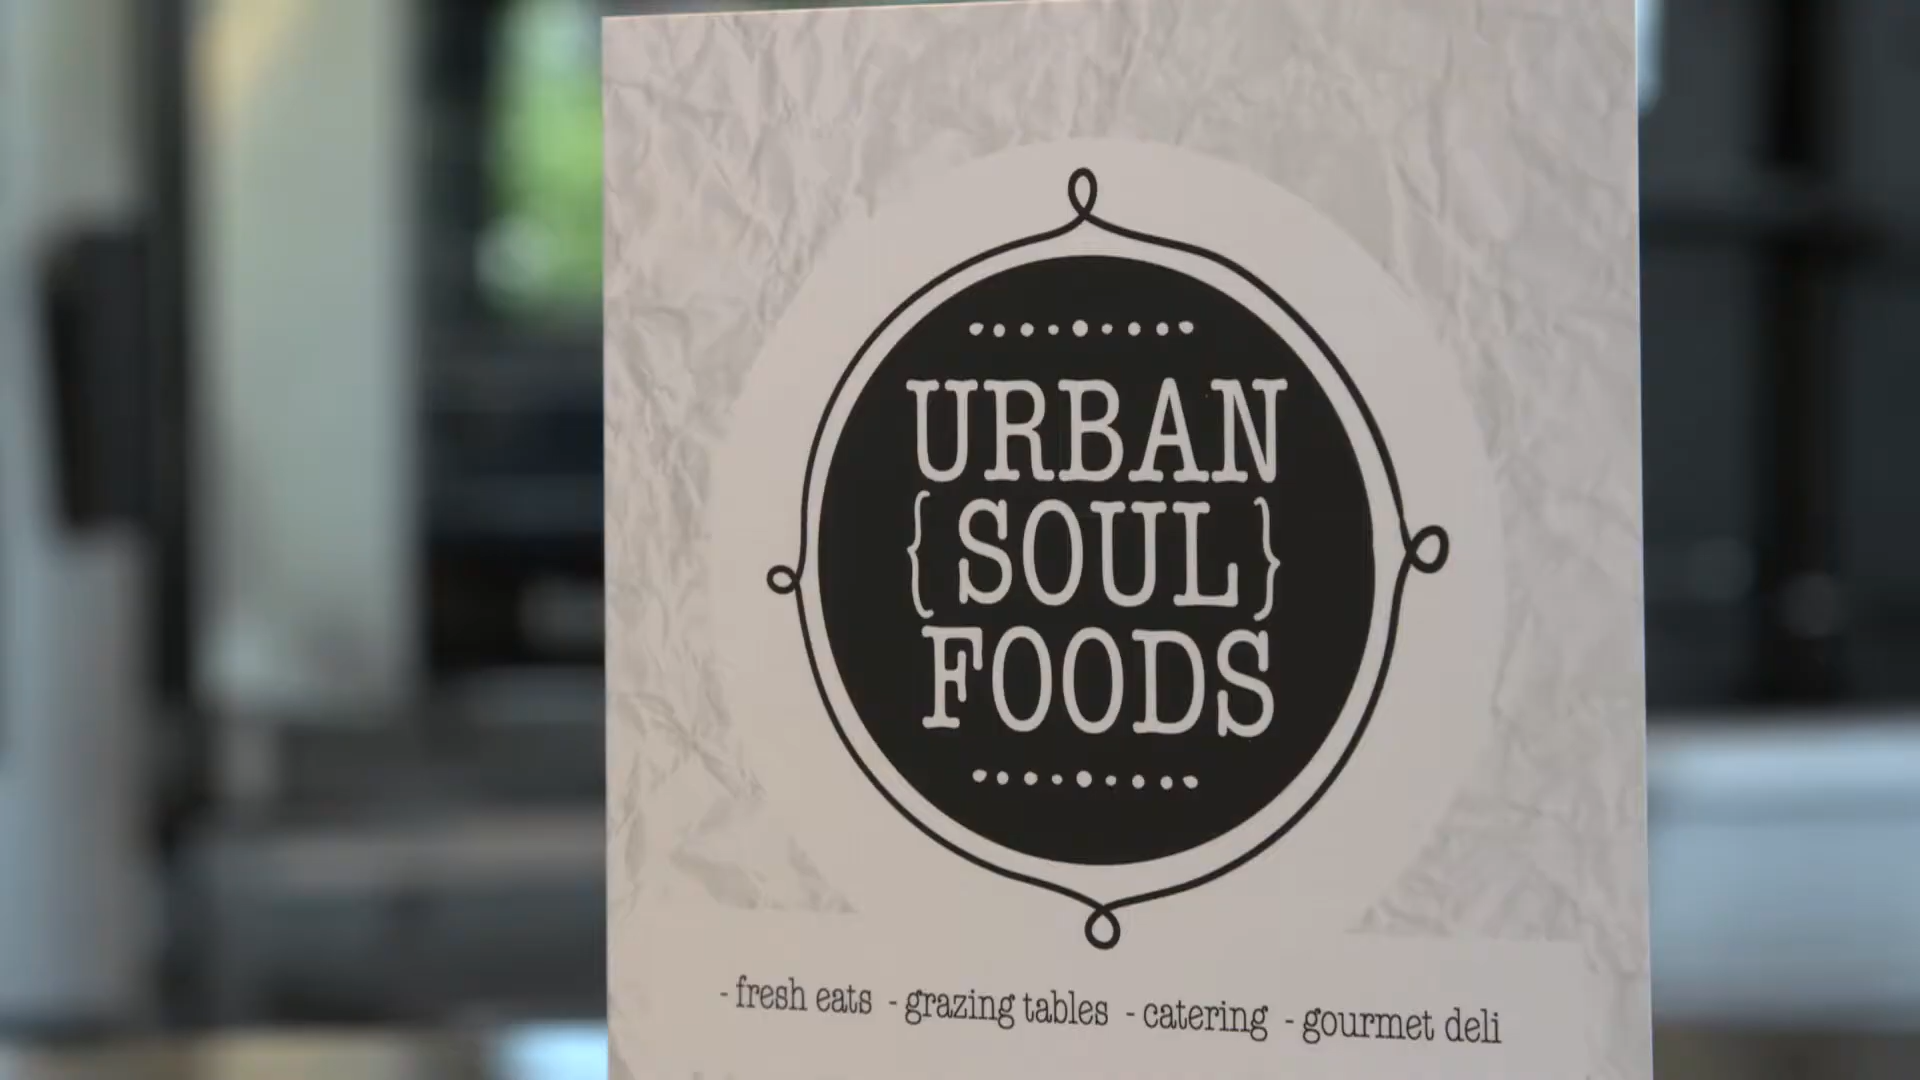 URBAN
{SOUL}
FOODS
- fresh eats - grazing tables - catering - gourmet deli